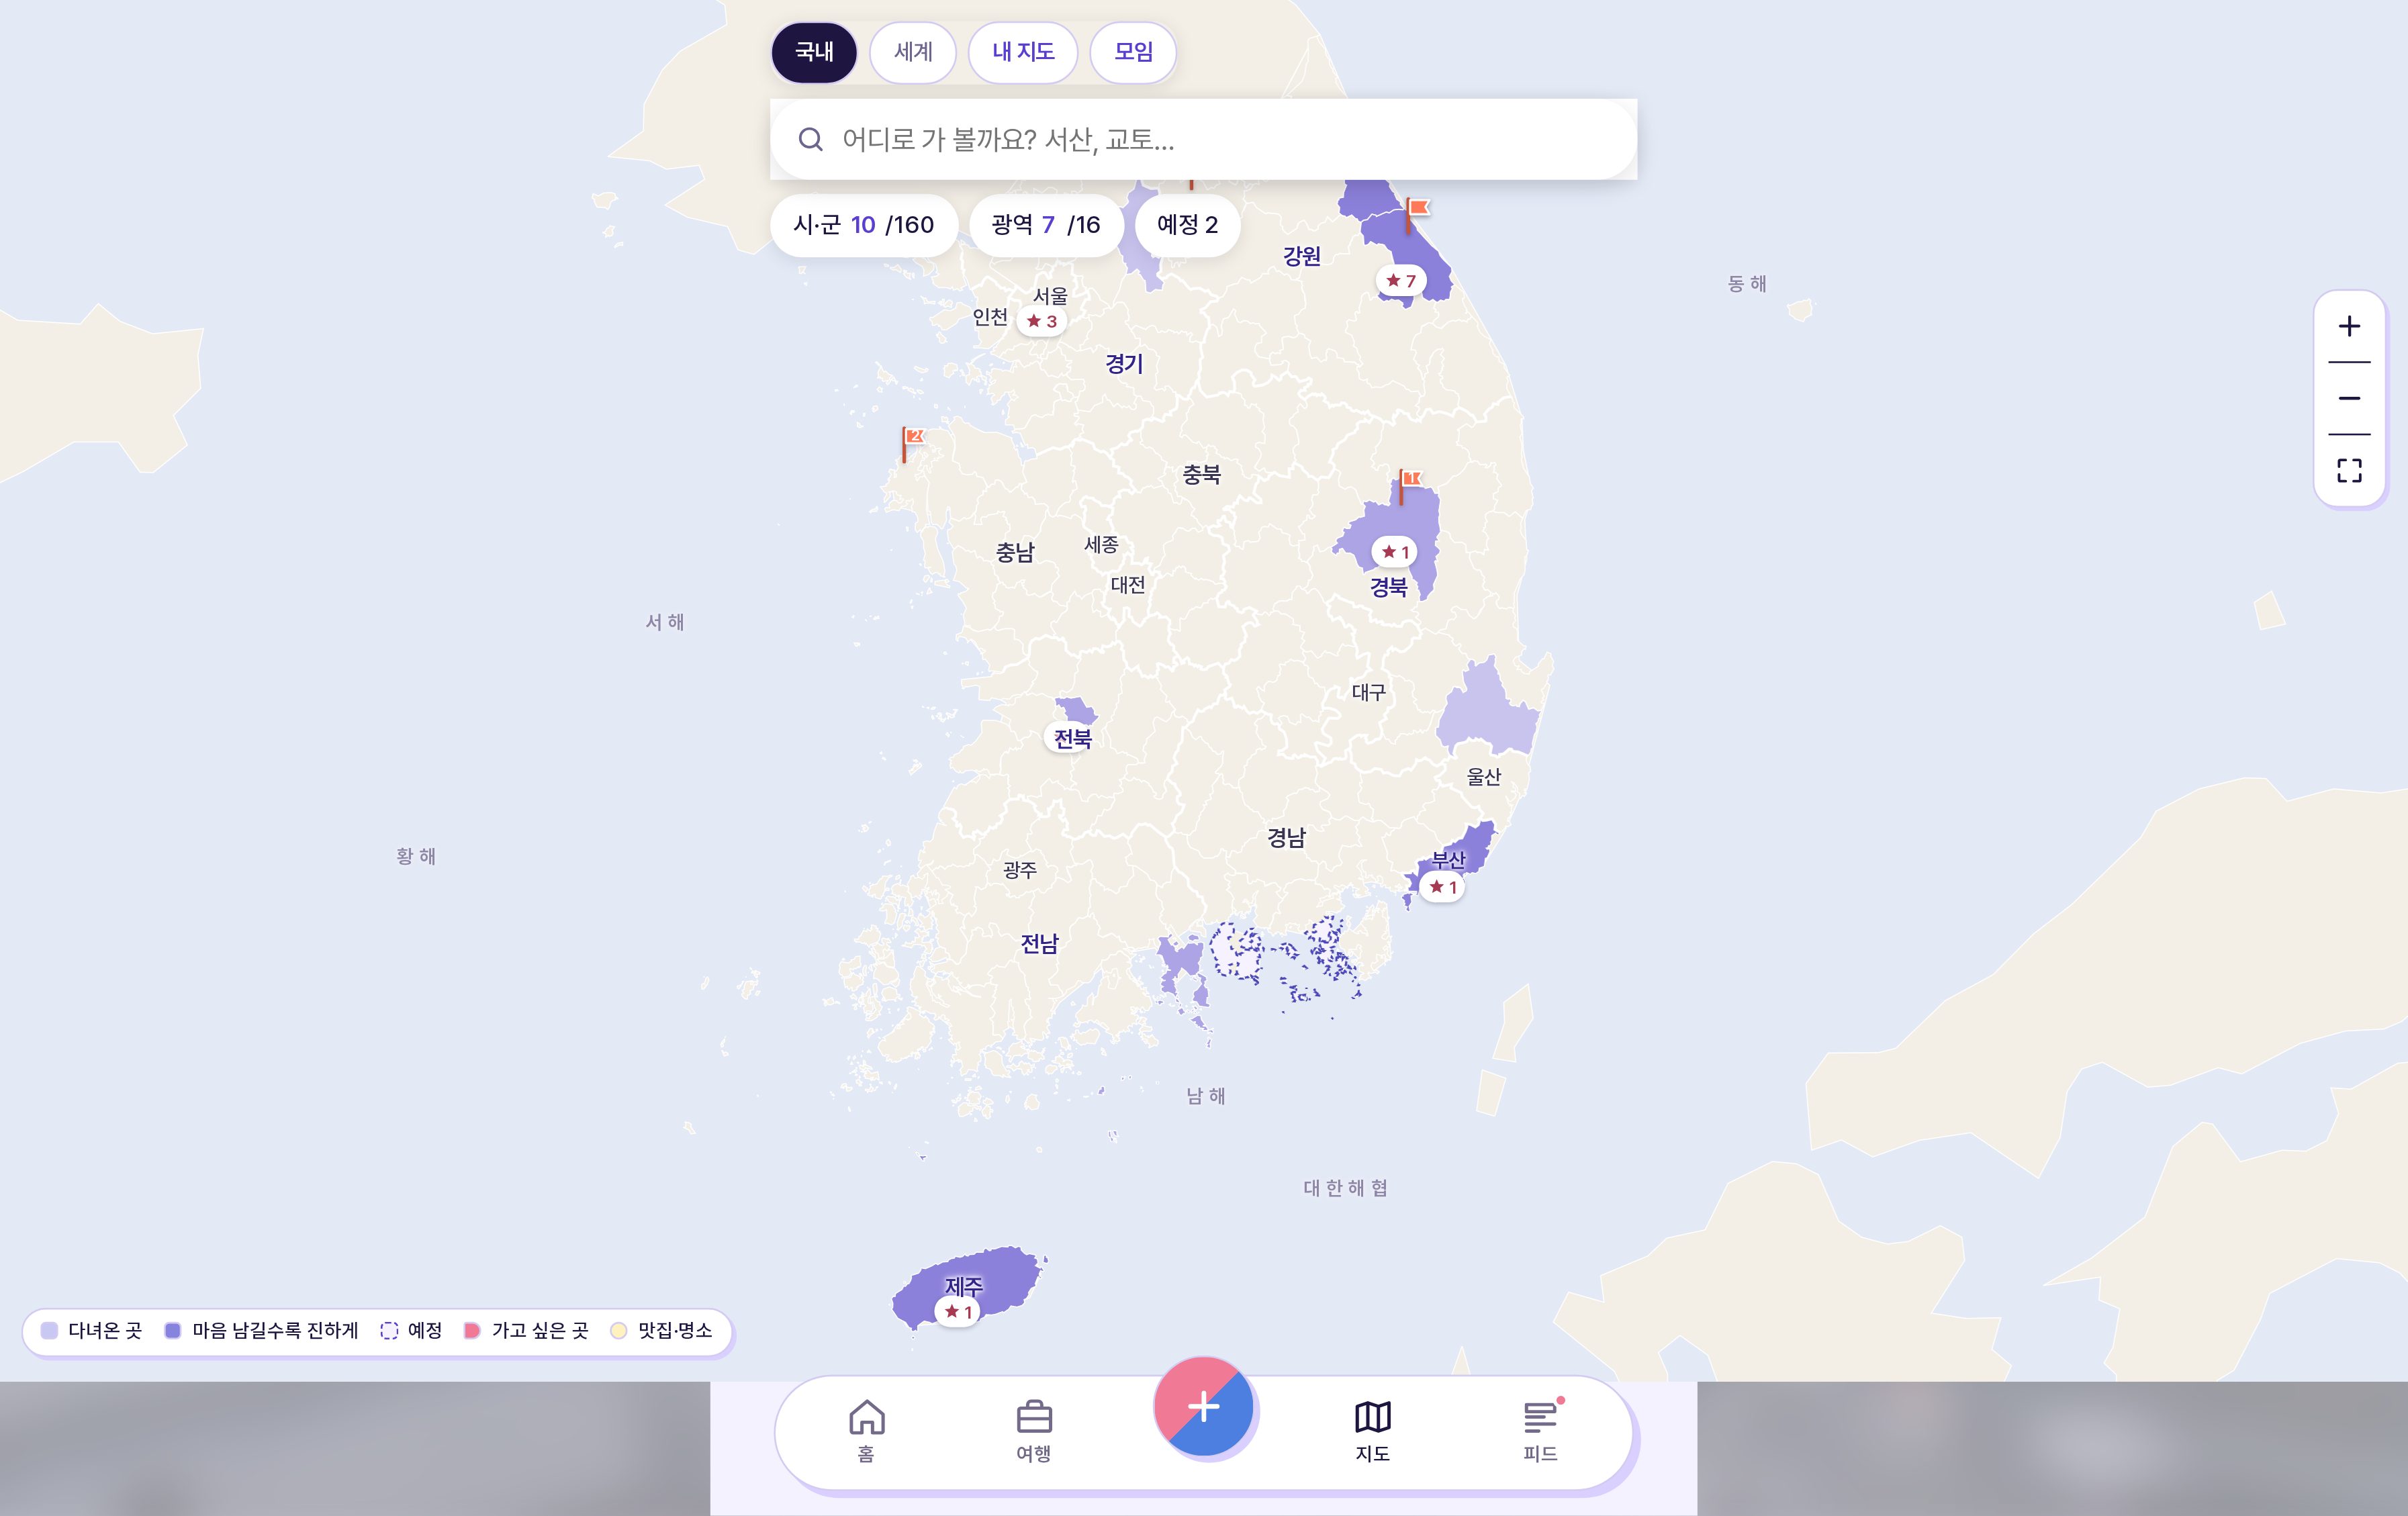 국내 세계 내 지도 모임
어디로 가 볼까요? 서산, 교토...
시·군 10 /160 광역 7 /16 예정 2
강원
동해
★ 7
서울
인천
★ 3
경기
2
충북
1
충남
세종
★ 1
대전
경북
서해
대구
전북
울산
경남
황해
광주
부산
★ 1
전남
남해
대한해협
제주
★ 1
다녀온 곳 마음 남길수록 진하게 예정 가고 싶은 곳 맛집·명소
홈 여행 지도 피드